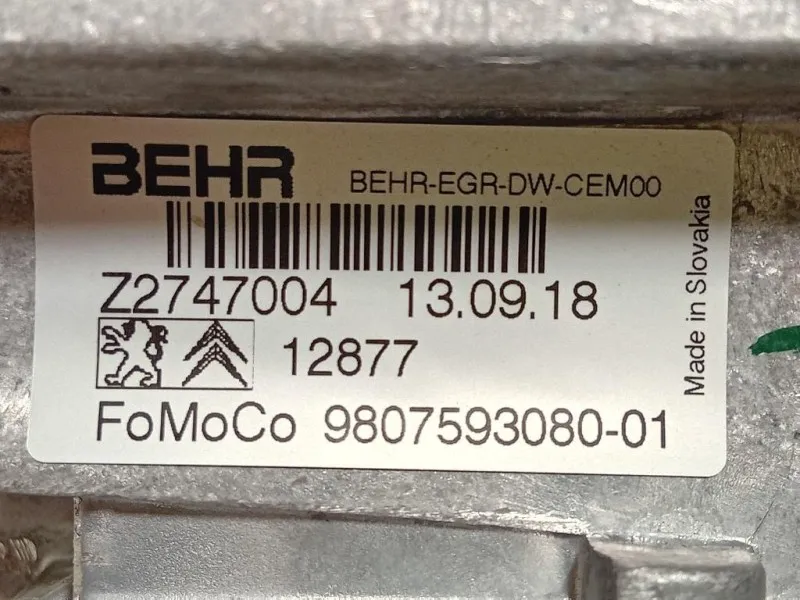 BEHR BEHR-EGR-DW-CEM00
Z2747004 13.09.18
12877
FoMoCo 9807593080-01
Made in Slovakia